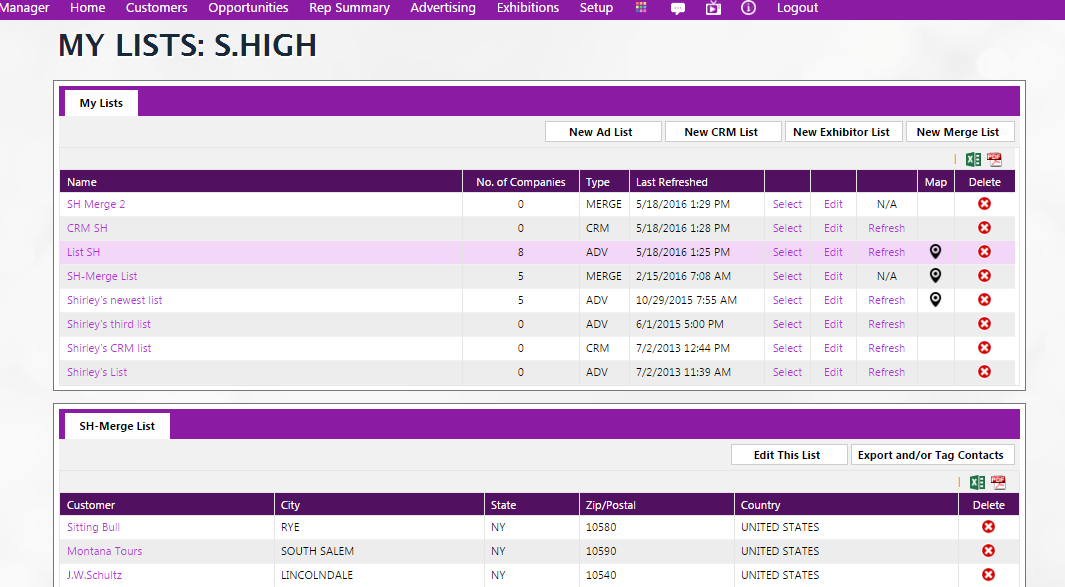 Manager Home Customers Opportunities Rep Summary Advertising Exhibitions Setup Logout
MY LISTS: S.HIGH
My Lists
New Ad List New CRM List New Exhibitor List New Merge List
Name No. of Companies Type Last Refreshed Map Delete
SH Merge 2 0 MERGE 5/18/2016 1:29 PM Select Edit N/A
CRM SH 0 CRM 5/18/2016 1:28 PM Select Edit Refresh
List SH 8 ADV 5/18/2016 1:25 PM Select Edit Refresh
SH-Merge List 5 MERGE 2/15/2016 7:08 AM Select Edit N/A
Shirley's newest list 5 ADV 10/29/2015 7:55 AM Select Edit Refresh
Shirley's third list 0 ADV 6/1/2015 5:00 PM Select Edit Refresh
Shirley's CRM list 0 CRM 7/2/2013 12:44 PM Select Edit Refresh
Shirley's List 0 ADV 7/2/2013 11:39 AM Select Edit Refresh
SH-Merge List
Edit This List Export and/or Tag Contacts
Customer City State Zip/Postal Country Delete
Sitting Bull RYE NY 10580 UNITED STATES
Montana Tours SOUTH SALEM NY 10590 UNITED STATES
J.W.Schultz LINCOLNDALE NY 10540 UNITED STATES